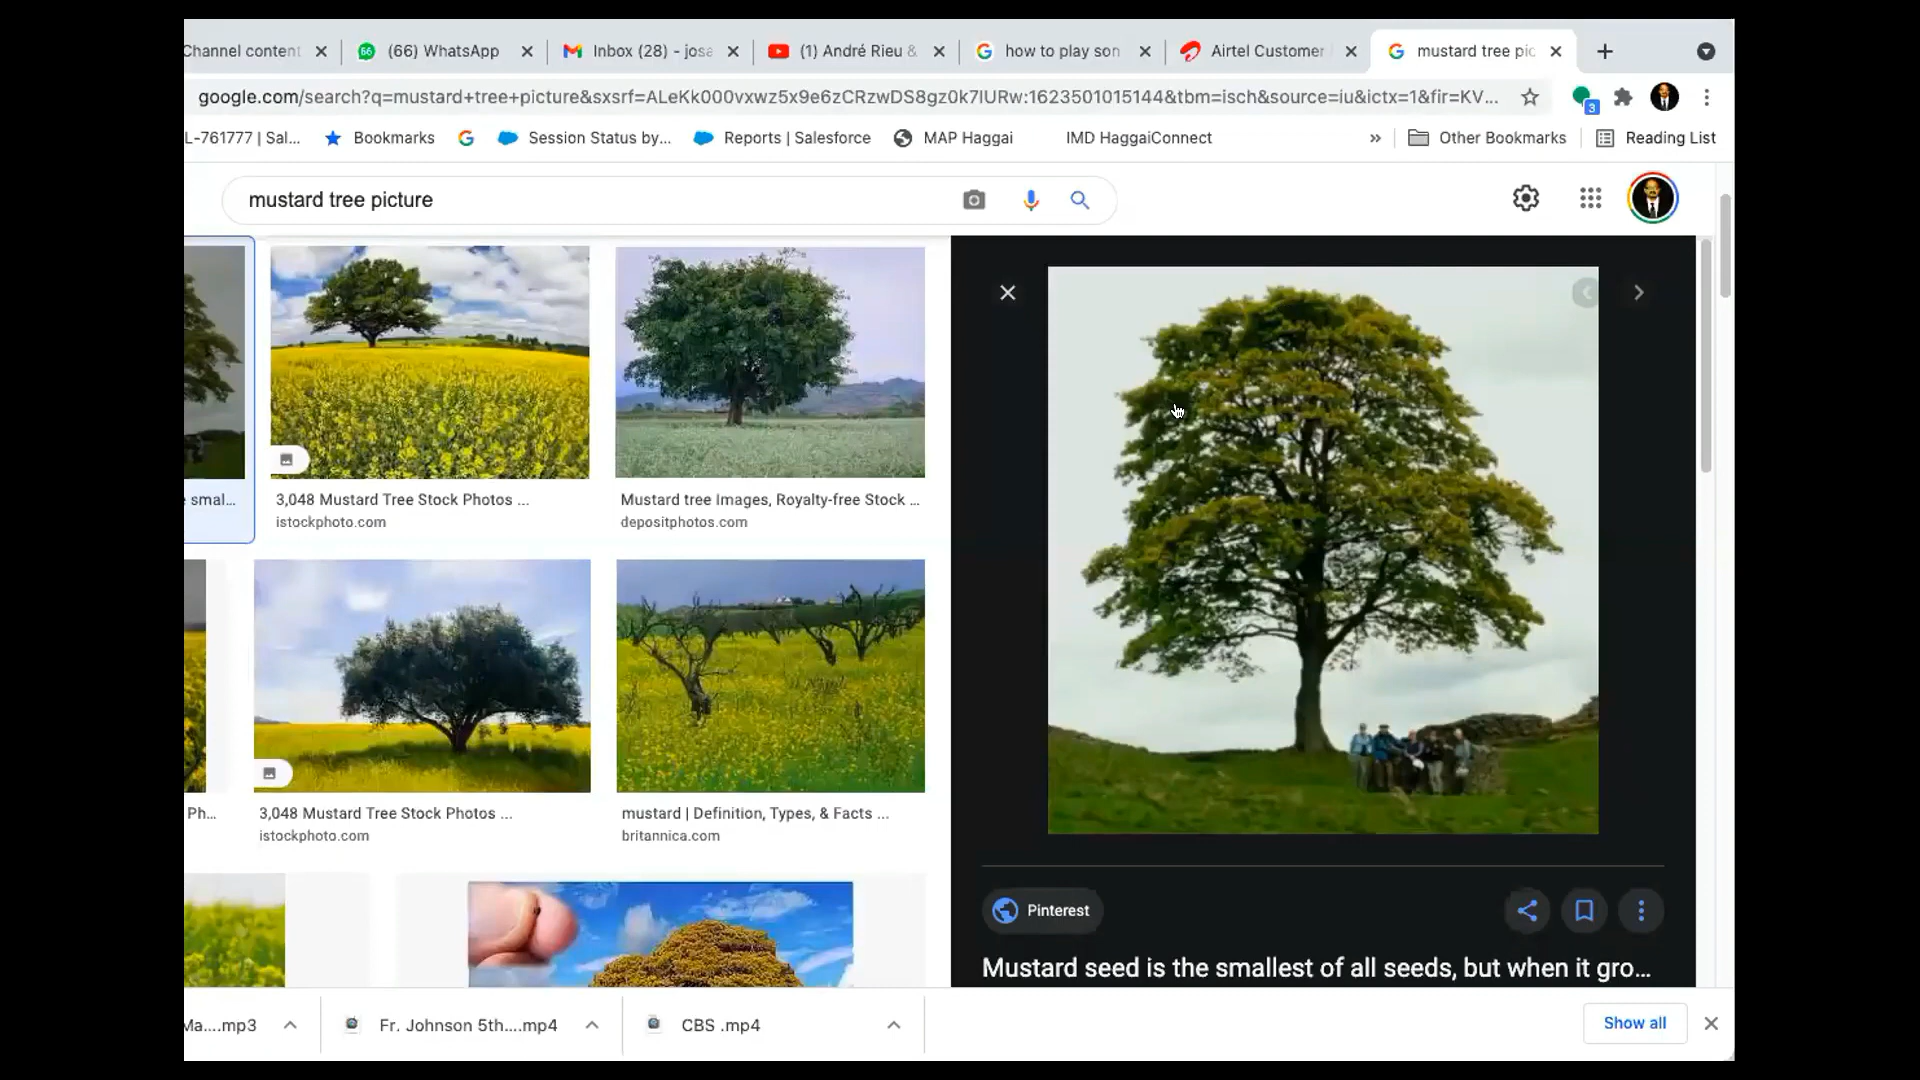 Channel content
(66) WhatsApp
Inbox (28) - josa
(1) André Rieu &
how to play son
Airtel Customer
mustard tree pic
google.com/search?q=mustard+tree+picture&sxsrf=ALeKk000vxwz5x9e6zCRzwDS8gz0k7IURw:1623501015144&tbm=isch&source=iu&ictx=1&fir=KV...
3
L-761777 | Sal...
Bookmarks
Session Status by...
Reports | Salesforce
MAP Haggai
IMD HaggaiConnect
»
Other Bookmarks
Reading List
mustard tree picture
e smal...
3,048 Mustard Tree Stock Photos ...
istockphoto.com
Mustard tree Images, Royalty-free Stock ...
depositphotos.com
Ph...
3,048 Mustard Tree Stock Photos ...
istockphoto.com
mustard | Definition, Types, & Facts ...
britannica.com
Pinterest
Mustard seed is the smallest of all seeds, but when it gro...
Ma....mp3
Fr. Johnson 5th....mp4
CBS .mp4
Show all